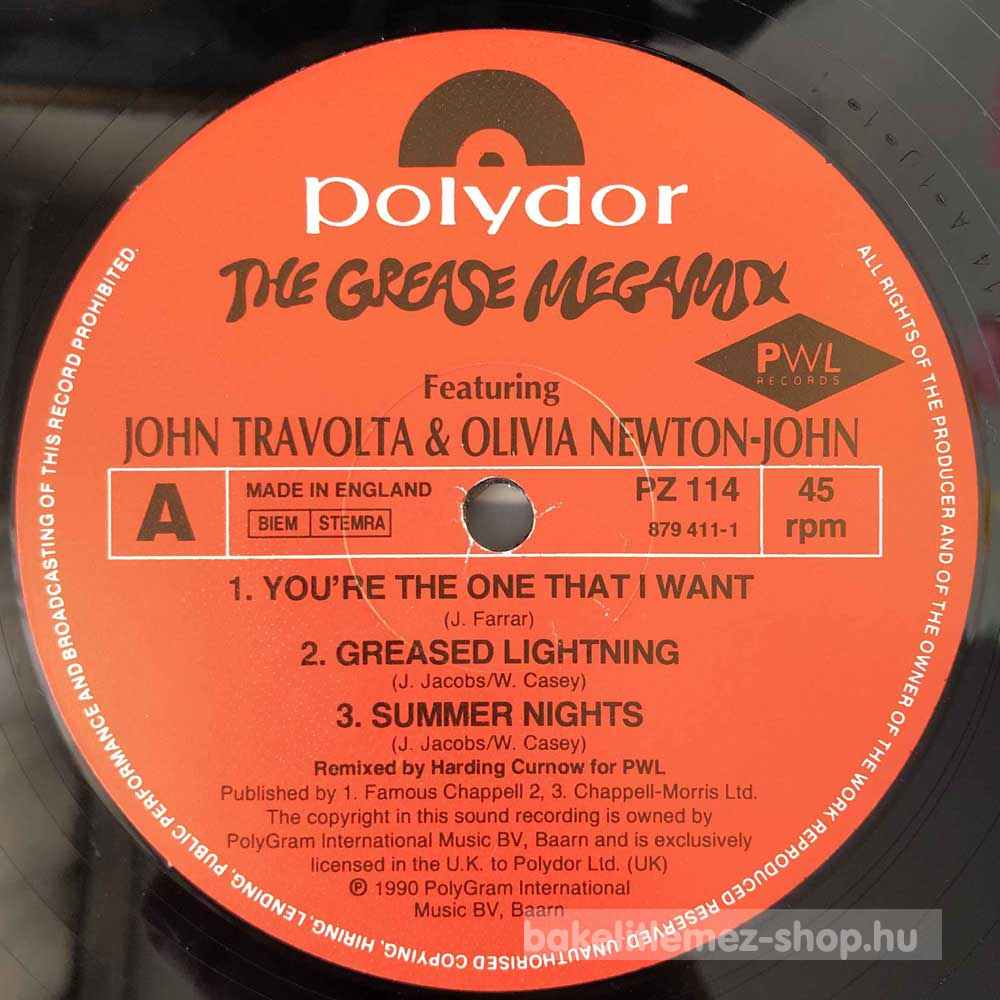 polydor
THE GREASE MEGAMIX
PWL
RECORDS
Featuring
JOHN TRAVOLTA & OLIVIA NEWTON-JOHN
A
MADE IN ENGLAND
BIEM STEMRA
PZ 114
879 411-1
45
rpm
1. YOU'RE THE ONE THAT I WANT
(J. Farrar)
2. GREASED LIGHTNING
(J. Jacobs/W. Casey)
3. SUMMER NIGHTS
(J. Jacobs/W. Casey)
Remixed by Harding Curnow for PWL
Published by 1. Famous Chappell 2, 3. Chappell-Morris Ltd.
The copyright in this sound recording is owned by
PolyGram International Music BV, Baarn and is exclusively
licensed in the U.K. to Polydor Ltd. (UK)
℗ 1990 PolyGram International
Music BV, Baarn
ALL RIGHTS OF THE PRODUCER AND OF THE OWNER OF THE WORK REPRODUCED RESERVED. UNAUTHORISED COPYING, HIRING, LENDING, PUBLIC PERFORMANCE AND BROADCASTING OF THIS RECORD PROHIBITED.
bakelitlemez-shop.hu